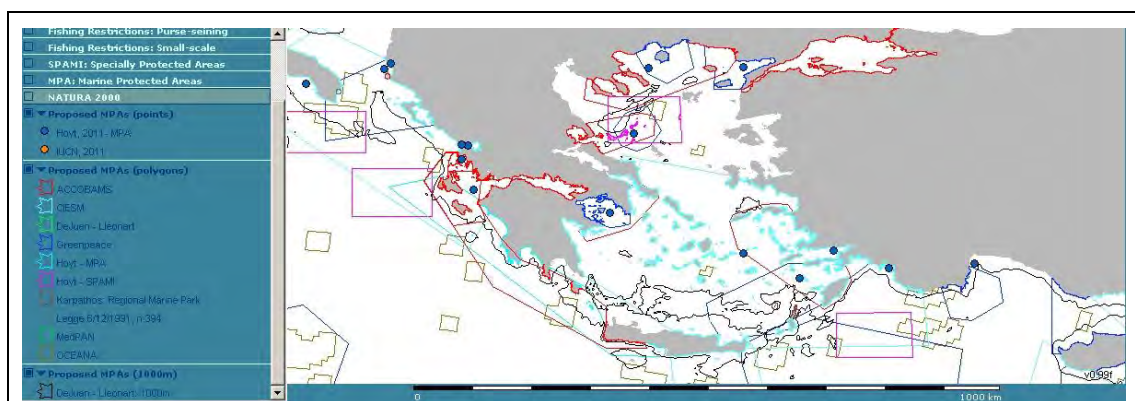 Fishing Restrictions: Purse-seining
Fishing Restrictions: Small-scale
SPAMI: Specially Protected Areas
MPA: Marine Protected Areas
NATURA 2000
Proposed MPAs (points)
Hoyt, 2011 - MPA
IUCN, 2011
Proposed MPAs (polygons)
ACCOBAMS
CIESM
DeJuan - Lleonart
Greenpeace
Hoyt - MPA
Hoyt - SPAMI
Karpathos, Regional Marine Park
Legge 6/12/1991, n 394
MedPAN
OCEANA
Proposed MPAs (1000m)
DeJuan - Lleonart 1000m
v0.99f
0 1000 km